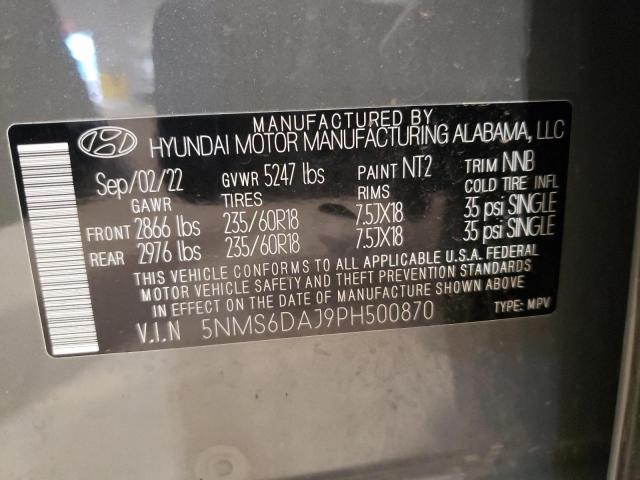 MANUFACTURED BY
HYUNDAI MOTOR MANUFACTURING ALABAMA, LLC
Sep/02/22 GVWR 5247 lbs PAINT NT2 TRIM NNB
GAWR TIRES RIMS COLD TIRE INFL
FRONT 2866 lbs 235/60R18 7.5JX18 35 psi SINGLE
REAR 2976 lbs 235/60R18 7.5JX18 35 psi SINGLE
THIS VEHICLE CONFORMS TO ALL APPLICABLE U.S.A. FEDERAL
MOTOR VEHICLE SAFETY AND THEFT PREVENTION STANDARDS
IN EFFECT ON THE DATE OF MANUFACTURE SHOWN ABOVE.
V.I.N 5NMS6DAJ9PH500870 TYPE: MPV